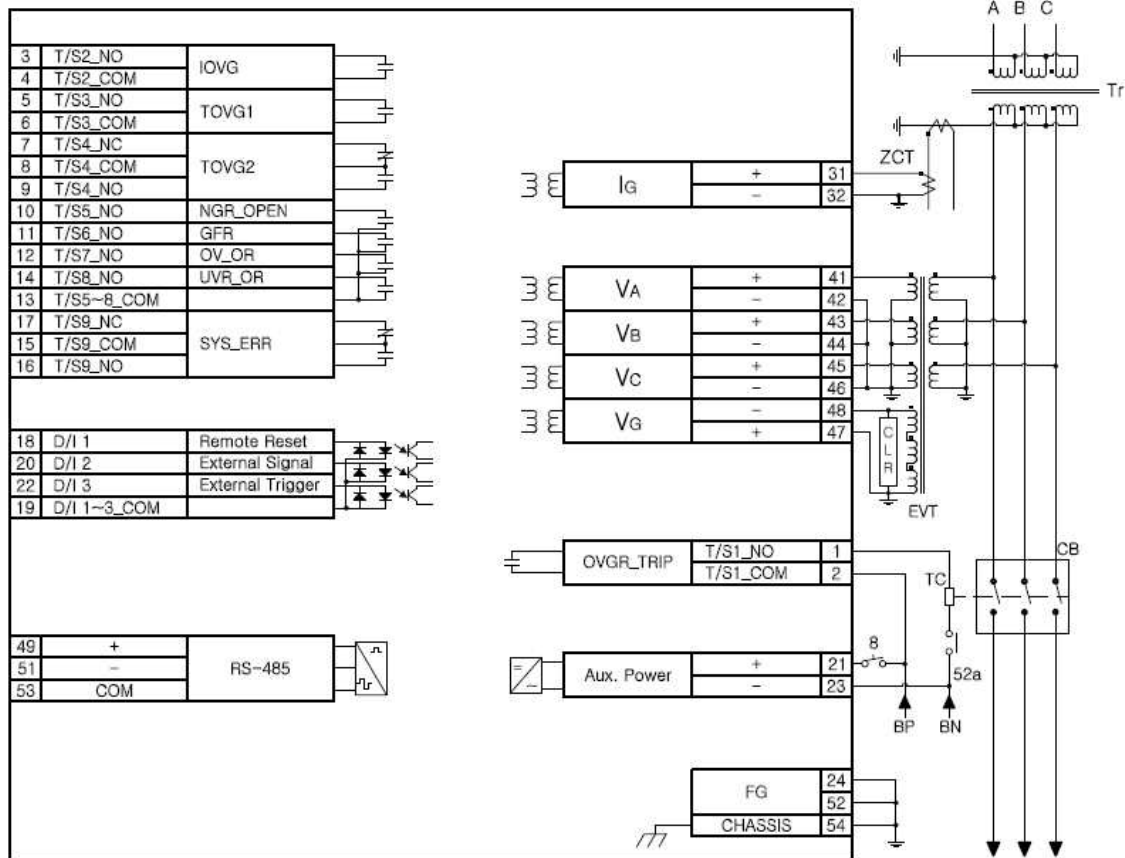 A B C
Tr
3 T/S2_NO IOVG
4 T/S2_COM
5 T/S3_NO TOVG1
6 T/S3_COM
7 T/S4_NC
8 T/S4_COM TOVG2
9 T/S4_NO
10 T/S5_NO NGR_OPEN
11 T/S6_NO GFR
12 T/S7_NO OV_OR
14 T/S8_NO UVR_OR
13 T/S5~8_COM
17 T/S9_NC
15 T/S9_COM SYS_ERR
16 T/S9_NO
18 D/I 1 Remote Reset
20 D/I 2 External Signal
22 D/I 3 External Trigger
19 D/I 1~3_COM
49 +
51 − RS-485
53 COM
ZCT
IG + 31
− 32
VA + 41
− 42
VB + 43
− 44
VC + 45
− 46
VG − 48
+ 47
CLR
EVT
OVGR_TRIP T/S1_NO 1
T/S1_COM 2
TC
CB
8
52a
Aux. Power + 21
− 23
BP BN
FG 24
52
CHASSIS 54